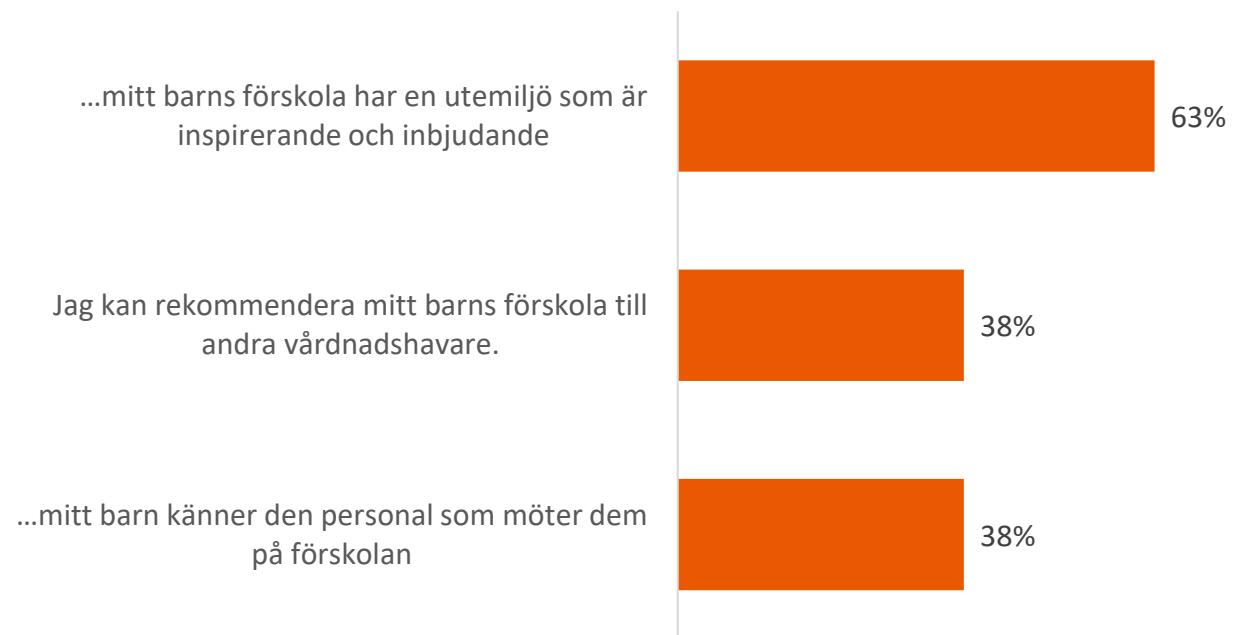 …mitt barns förskola har en utemiljö som är
inspirerande och inbjudande
63%
Jag kan rekommendera mitt barns förskola till
andra vårdnadshavare.
38%
…mitt barn känner den personal som möter dem
på förskolan
38%